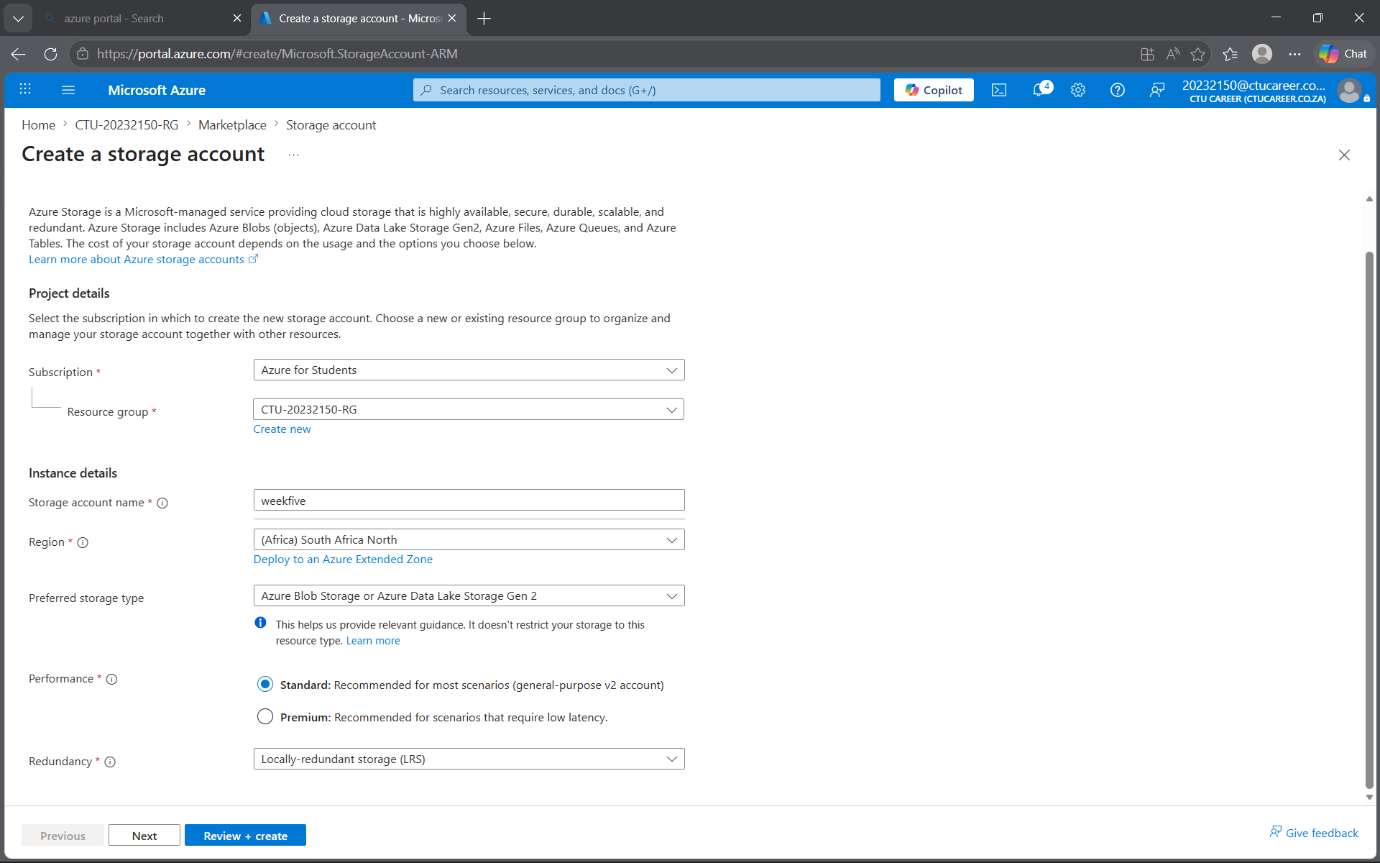 azure portal - Search
Create a storage account - Micros
https://portal.azure.com/#create/Microsoft.StorageAccount-ARM
Chat
Microsoft Azure
Search resources, services, and docs (G+/)
Copilot
4
20232150@ctucareer.co...
CTU CAREER (CTUCAREER.CO.ZA)
Home > CTU-20232150-RG > Marketplace > Storage account
Create a storage account ...
Azure Storage is a Microsoft-managed service providing cloud storage that is highly available, secure, durable, scalable, and
redundant. Azure Storage includes Azure Blobs (objects), Azure Data Lake Storage Gen2, Azure Files, Azure Queues, and Azure
Tables. The cost of your storage account depends on the usage and the options you choose below.
Learn more about Azure storage accounts
Project details
Select the subscription in which to create the new storage account. Choose a new or existing resource group to organize and
manage your storage account together with other resources.
Subscription *
Azure for Students
Resource group *
CTU-20232150-RG
Create new
Instance details
Storage account name *
weekfive
Region *
(Africa) South Africa North
Deploy to an Azure Extended Zone
Preferred storage type
Azure Blob Storage or Azure Data Lake Storage Gen 2
This helps us provide relevant guidance. It doesn't restrict your storage to this
resource type. Learn more
Performance *
Standard: Recommended for most scenarios (general-purpose v2 account)
Premium: Recommended for scenarios that require low latency.
Redundancy *
Locally-redundant storage (LRS)
Previous
Next
Review + create
Give feedback